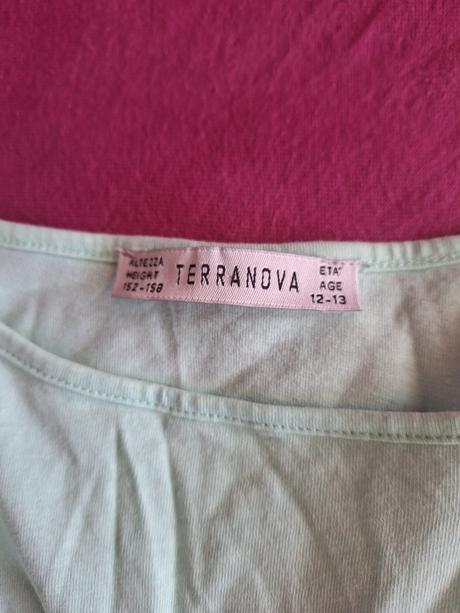 ALTEZZA
HEIGHT
152-158
TERRANOVA
ETA'
AGE
12-13